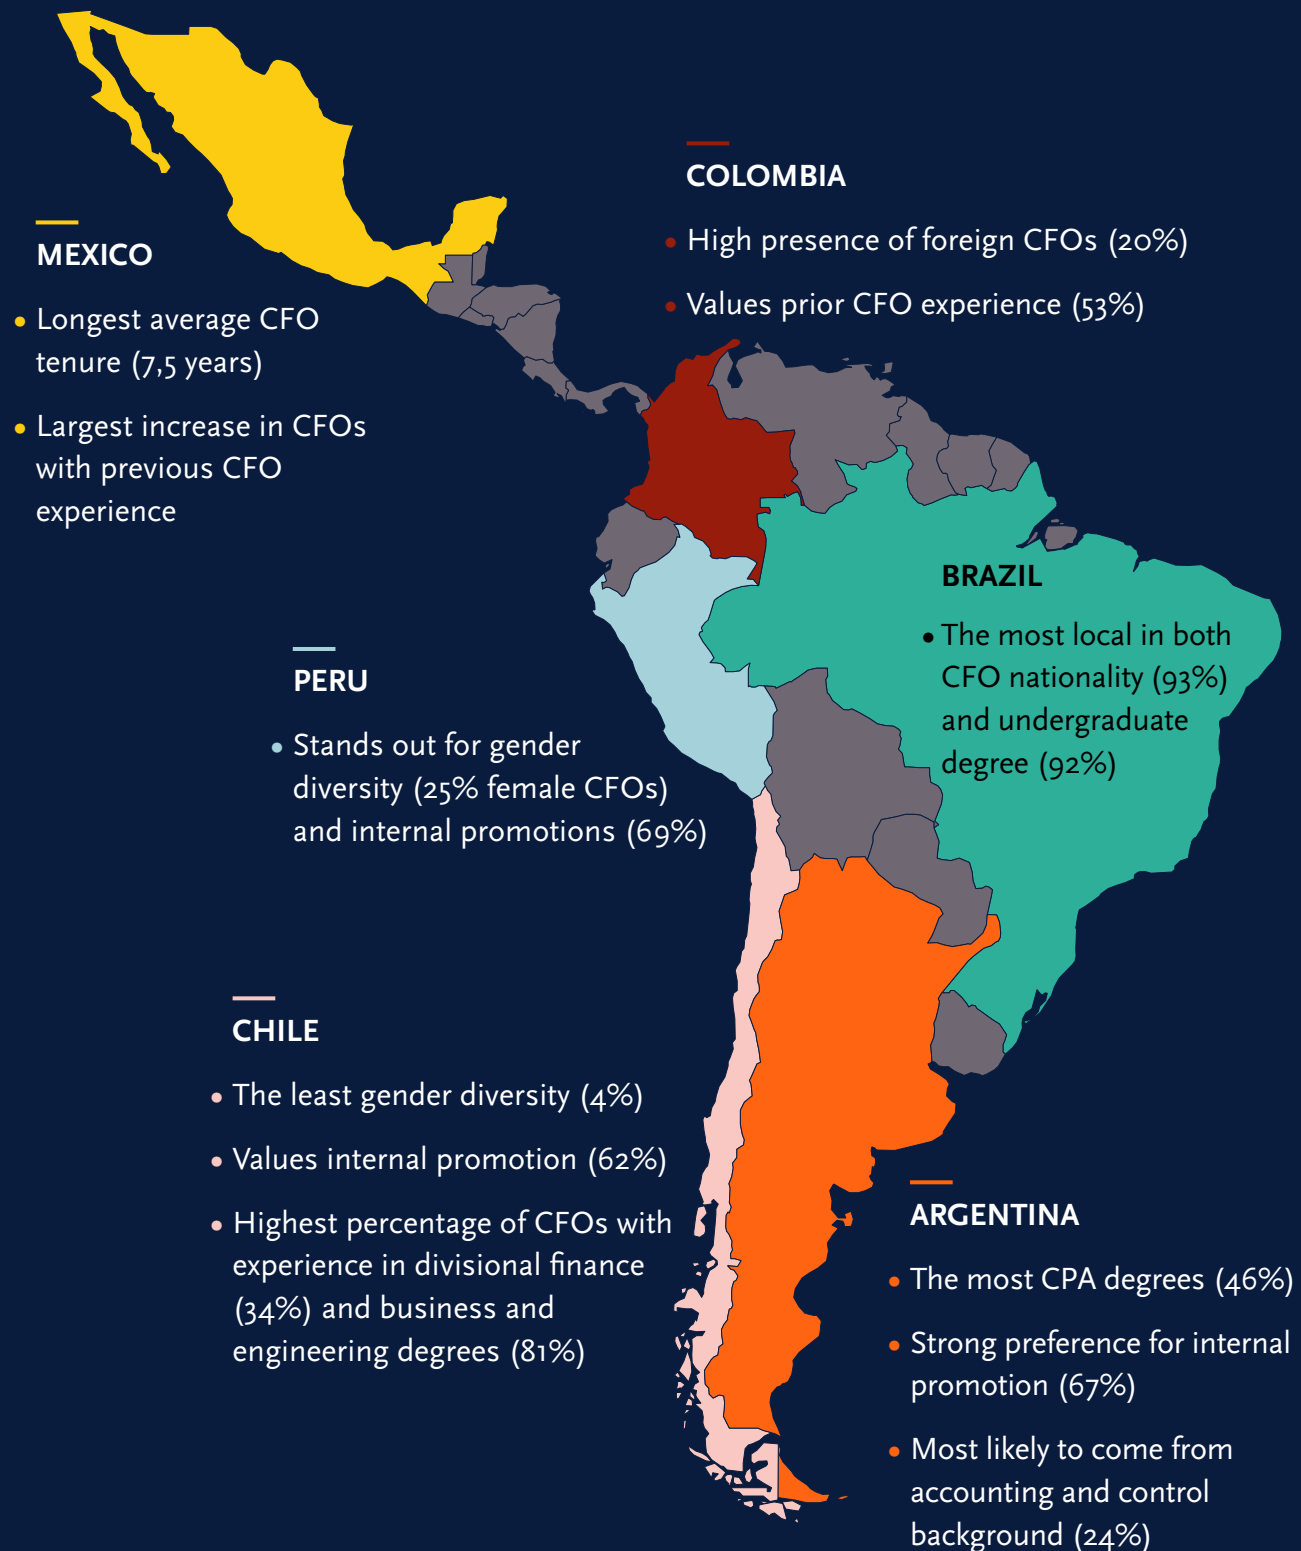 COLOMBIA
• High presence of foreign CFOs (20%)
• Values prior CFO experience (53%)
MEXICO
• Longest average CFO
tenure (7,5 years)
• Largest increase in CFOs
with previous CFO
experience
BRAZIL
• The most local in both
CFO nationality (93%)
and undergraduate
degree (92%)
PERU
• Stands out for gender
diversity (25% female CFOs)
and internal promotions (69%)
CHILE
• The least gender diversity (4%)
• Values internal promotion (62%)
• Highest percentage of CFOs with
experience in divisional finance
(34%) and business and
engineering degrees (81%)
ARGENTINA
• The most CPA degrees (46%)
• Strong preference for internal
promotion (67%)
• Most likely to come from
accounting and control
background (24%)